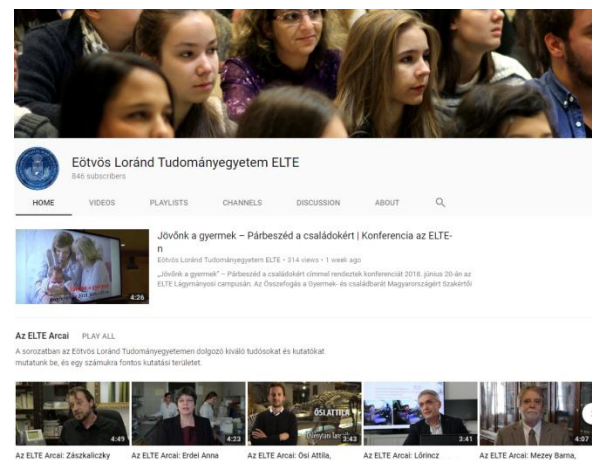 Eötvös Loránd Tudományegyetem ELTE
846 subscribers
HOME VIDEOS PLAYLISTS CHANNELS DISCUSSION ABOUT
Jövőnk a gyermek – Párbeszéd a családokért | Konferencia az ELTE-
n
Eötvös Loránd Tudományegyetem ELTE • 314 views • 1 week ago
„Jövőnk a gyermek” – Párbeszéd a családokért címmel rendeztek konferenciát 2018. június 20-án az
ELTE Lágymányosi campusán. Az Összefogás a Gyermek- és családbarát Magyarországért Szakértői
4:26
Az ELTE Arcai PLAY ALL
A sorozatban az Eötvös Loránd Tudományegyetemen dolgozó kiváló tudósokat és kutatókat
mutatunk be, és egy számukra fontos kutatási területet.
ŐSI ATTILA
4:49 4:23 3:43 3:41 4:07
Az ELTE Arcai: Zászkaliczky Az ELTE Arcai: Erdei Anna Az ELTE Arcai: Ősi Attila, Az ELTE Arcai: Lőrincz Az ELTE Arcai: Mezey Barna,